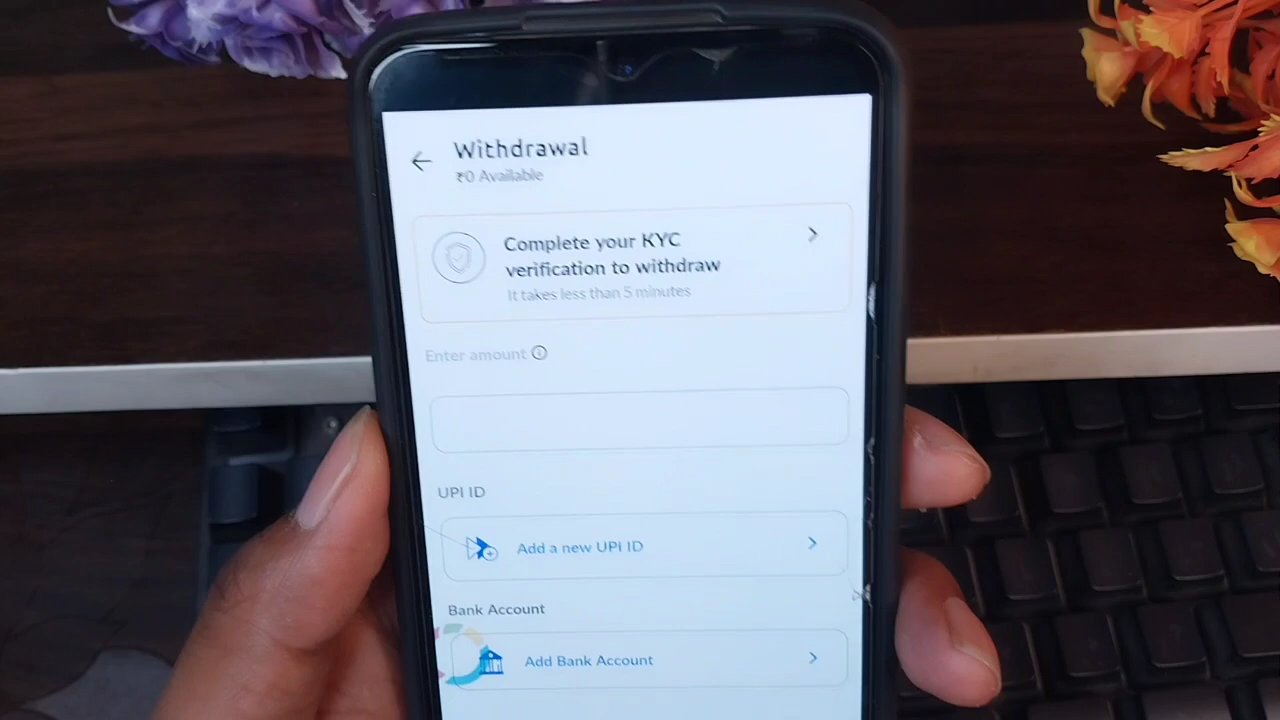 Withdrawal
₹0 Available
Complete your KYC
verification to withdraw
It takes less than 5 minutes
Enter amount
UPI ID
Add a new UPI ID
Bank Account
Add Bank Account